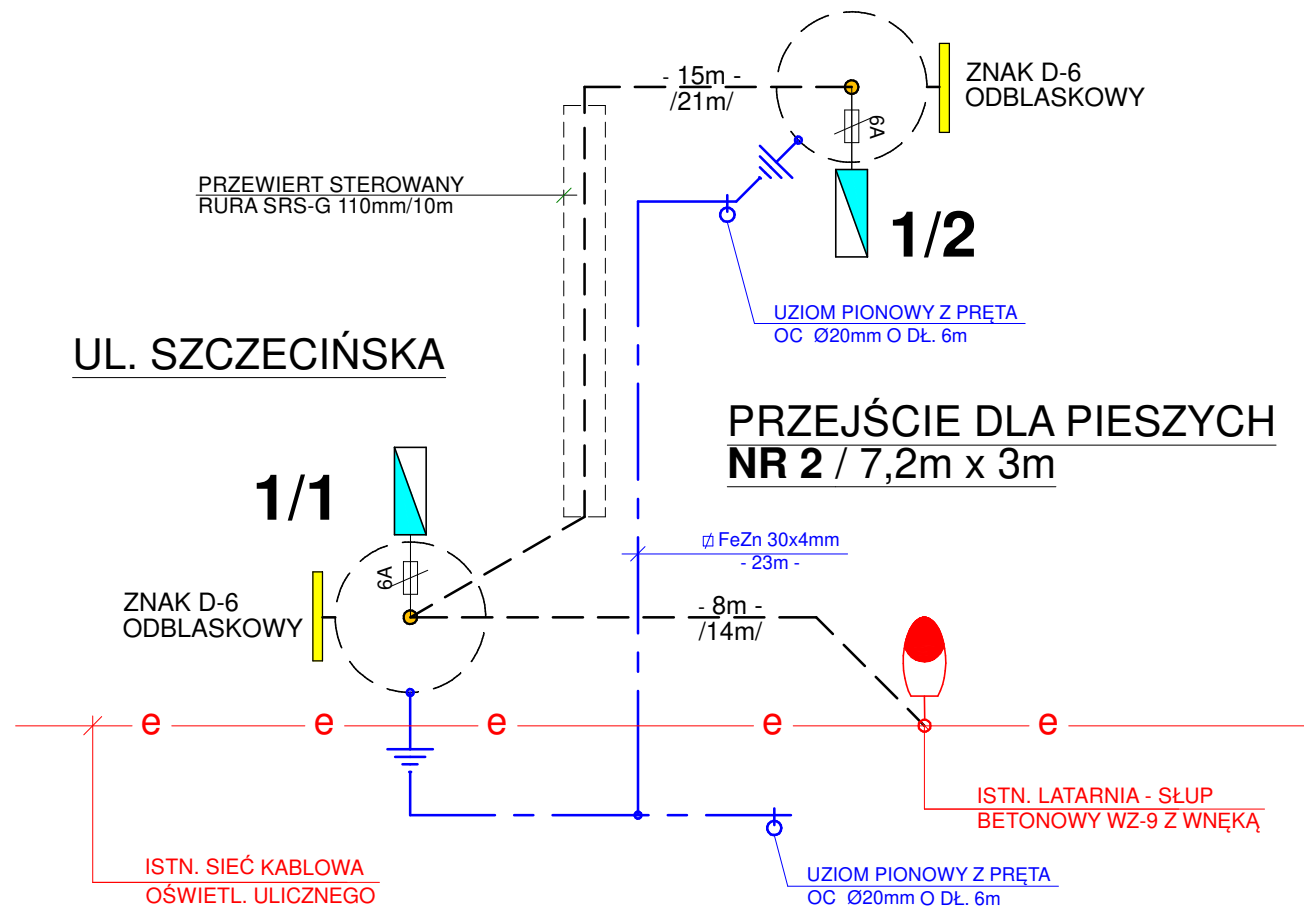 - 15m -
/21m/
ZNAK D-6
ODBLASKOWY
6A
PRZEWIERT STEROWANY
RURA SRS-G 110mm/10m
1/2
UZIOM PIONOWY Z PRĘTA
OC Ø20mm O DŁ. 6m
UL. SZCZECIŃSKA
PRZEJŚCIE DLA PIESZYCH
NR 2 / 7,2m x 3m
1/1
FeZn 30x4mm
- 23m -
6A
ZNAK D-6
ODBLASKOWY
- 8m -
/14m/
e e e e e
ISTN. LATARNIA - SŁUP
BETONOWY WZ-9 Z WNĘKĄ
ISTN. SIEĆ KABLOWA
OŚWIETL. ULICZNEGO
UZIOM PIONOWY Z PRĘTA
OC Ø20mm O DŁ. 6m